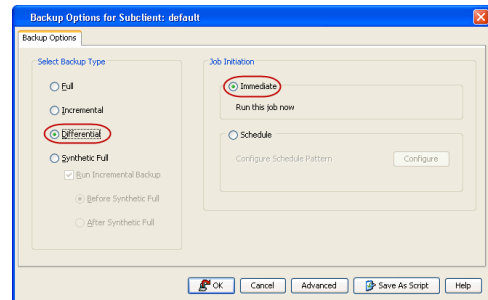 Backup Options for Subclient: default
Backup Options
Select Backup Type
Full
Incremental
Differential
Synthetic Full
Run Incremental Backup
Before Synthetic Full
After Synthetic Full
Job Initiation
Immediate
Run this job now
Schedule
Configure Schedule Pattern
Configure
OK
Cancel
Advanced
Save As Script
Help